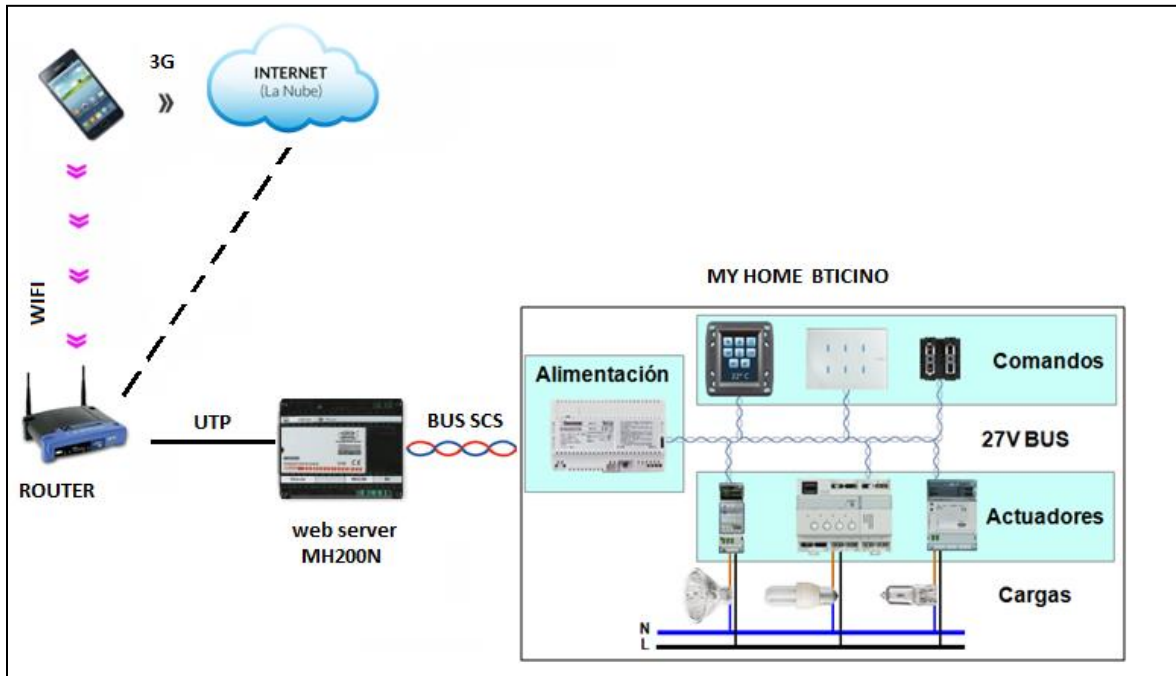 3G
INTERNET
(La Nube)
WIFI
ROUTER
UTP
web server
MH200N
BUS SCS
MY HOME BTICINO
Alimentación
Comandos
27V BUS
Actuadores
Cargas
N
L